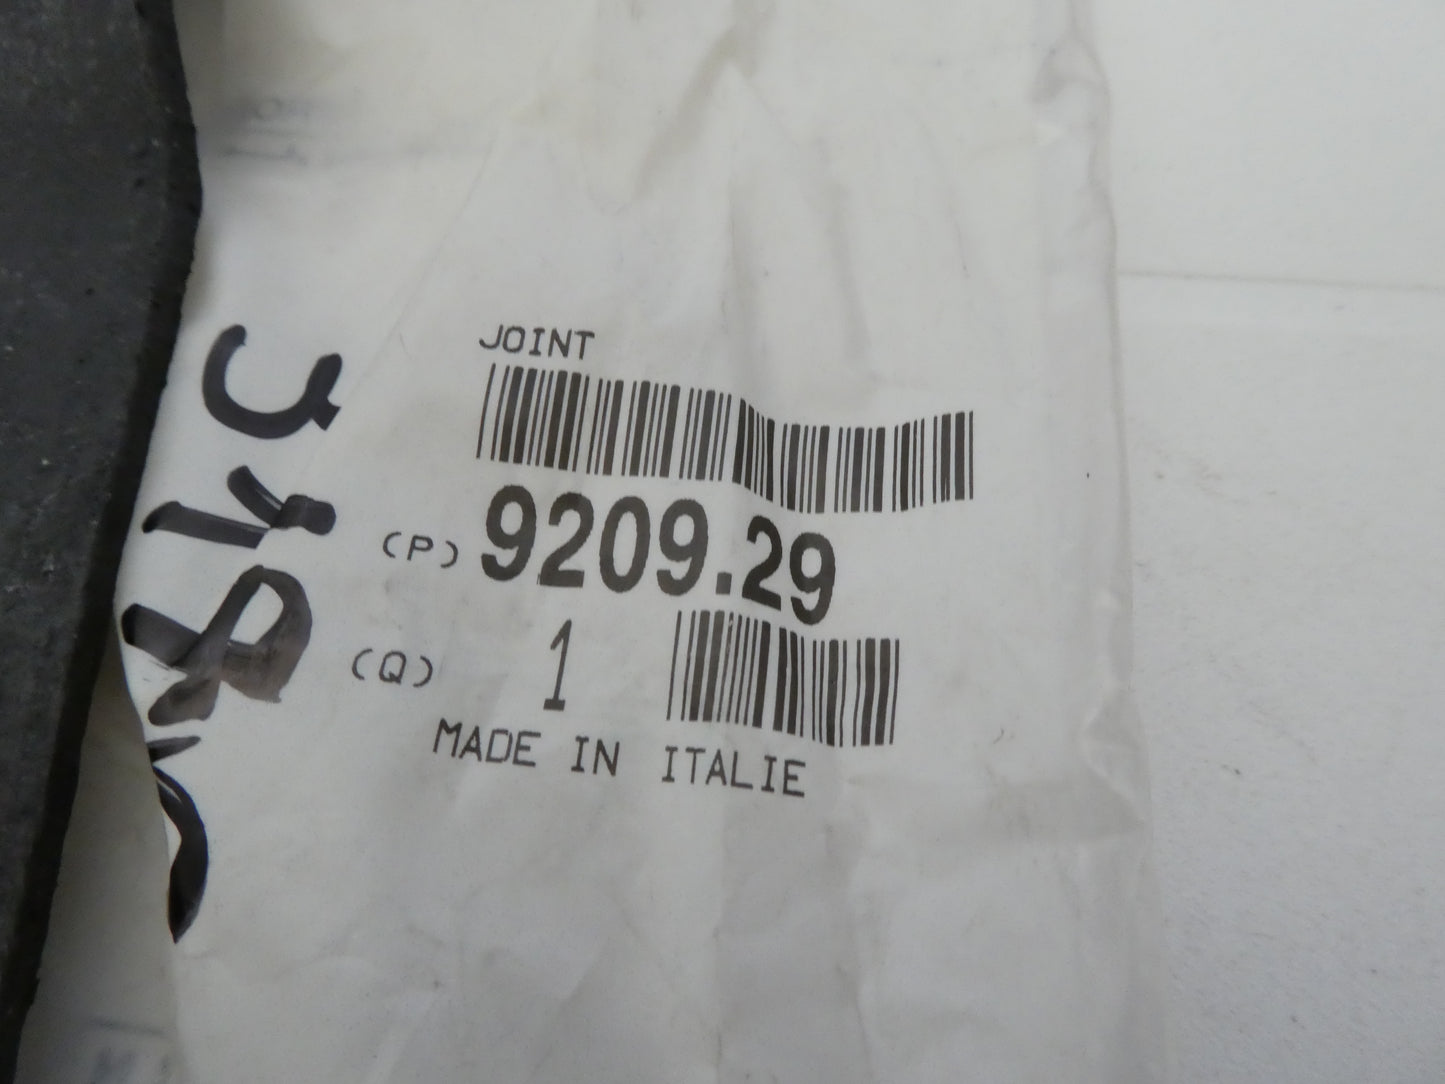 JOINT
(P) 9209.29
(Q) 1
MADE IN ITALIE